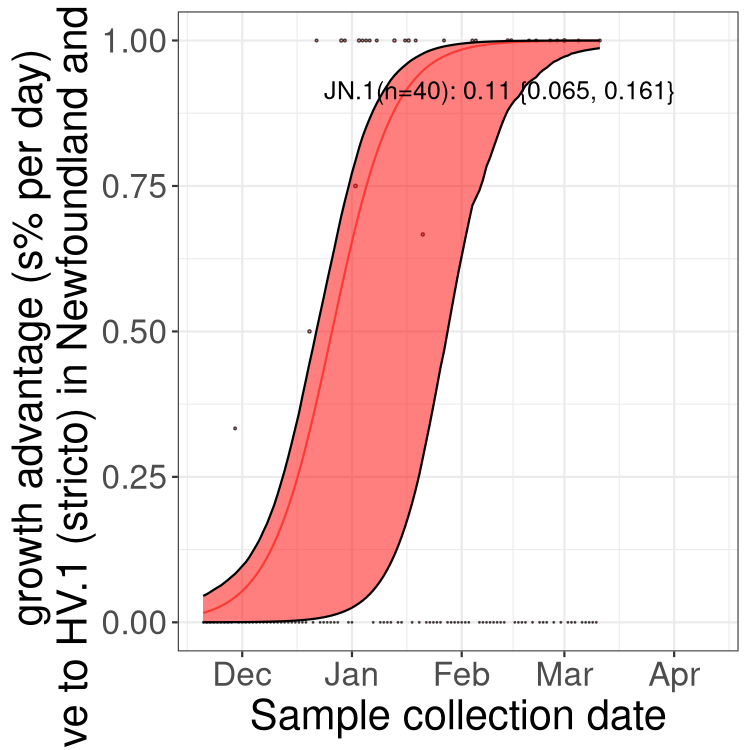 growth advantage (s% per day)
ve to HV.1 (stricto) in Newfoundland and
1.00
0.75
0.50
0.25
0.00
JN.1(n=40): 0.11 {0.065, 0.161}
Dec Jan Feb Mar Apr
Sample collection date